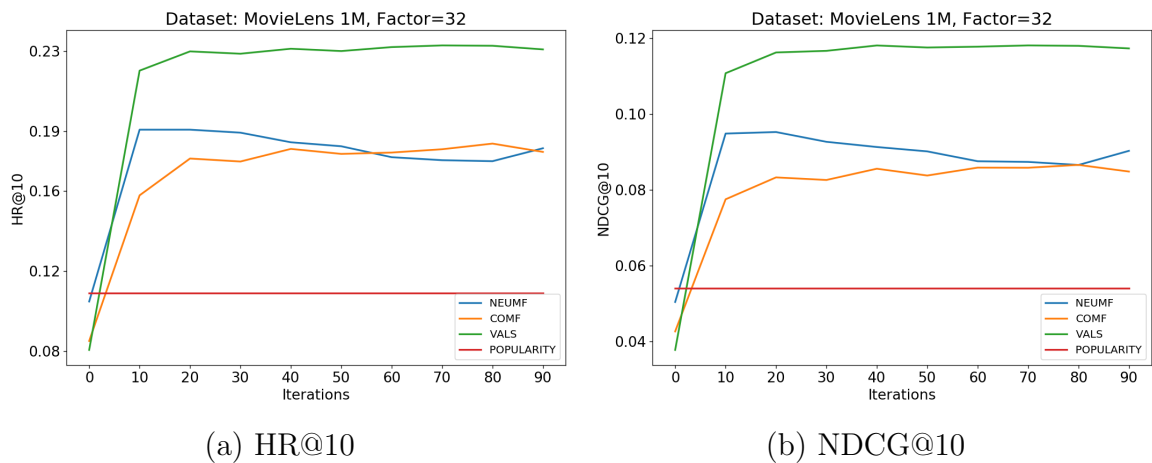 Dataset: MovieLens 1M, Factor=32
HR@10
0.23
0.19
0.16
0.12
0.08
0 10 20 30 40 50 60 70 80 90
Iterations
NEUMF
COMF
VALS
POPULARITY
(a) HR@10
Dataset: MovieLens 1M, Factor=32
NDCG@10
0.12
0.10
0.08
0.06
0.04
0 10 20 30 40 50 60 70 80 90
Iterations
NEUMF
COMF
VALS
POPULARITY
(b) NDCG@10